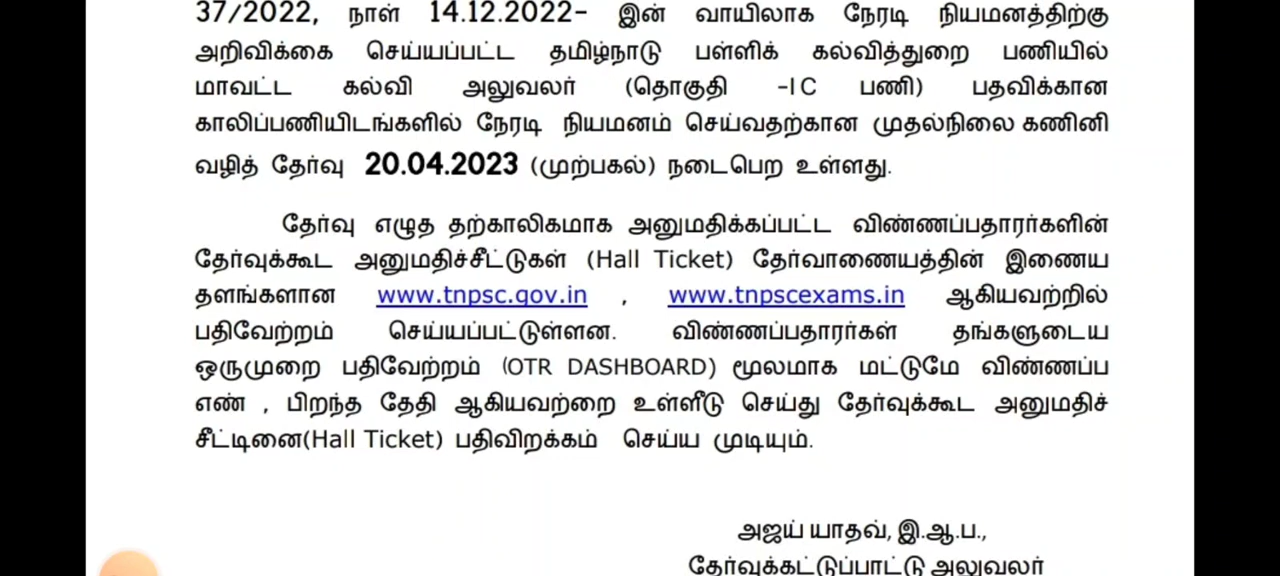 37/2022, நாள் 14.12.2022- இன் வாயிலாக நேரடி நியமனத்திற்கு
அறிவிக்கை செய்யப்பட்ட தமிழ்நாடு பள்ளிக் கல்வித்துறை பணியில்
மாவட்ட கல்வி அலுவலர் (தொகுதி -I C பணி) பதவிக்கான
காலிப்பணியிடங்களில் நேரடி நியமனம் செய்வதற்கான முதல்நிலை கணினி
வழித் தேர்வு 20.04.2023 (முற்பகல்) நடைபெற உள்ளது.
தேர்வு எழுத தற்காலிகமாக அனுமதிக்கப்பட்ட விண்ணப்பதாரர்களின்
தேர்வுக்கூட அனுமதிச்சீட்டுகள் (Hall Ticket) தேர்வாணையத்தின் இணைய
தளங்களான www.tnpsc.gov.in , www.tnpscexams.in ஆகியவற்றில்
பதிவேற்றம் செய்யப்பட்டுள்ளன. விண்ணப்பதாரர்கள் தங்களுடைய
ஒருமுறை பதிவேற்றம் (OTR DASHBOARD) மூலமாக மட்டுமே விண்ணப்ப
எண் , பிறந்த தேதி ஆகியவற்றை உள்ளீடு செய்து தேர்வுக்கூட அனுமதிச்
சீட்டினை(Hall Ticket) பதிவிறக்கம் செய்ய முடியும்.
அஜய் யாதவ், இ.ஆ.ப.,
தேர்வுக்கட்டுப்பாட்டு அலுவலர்